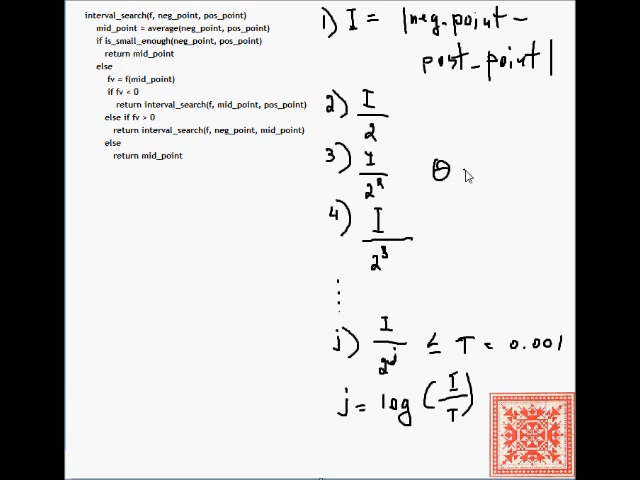 interval_search(f, neg_point, pos_point)
mid_point = average(neg_point, pos_point)
if is_small_enough(neg_point, pos_point)
return mid_point
else
fv = f(mid_point)
if fv < 0
return interval_search(f, mid_point, pos_point)
else if fv > 0
return interval_search(f, neg_point, mid_point)
else
return mid_point
1) I = |neg-point -
post_point|
2) I/2
3) I/2²
Θ
4) I/2³
j) I/2^j ≤ T = 0.001
j = log (I/T)